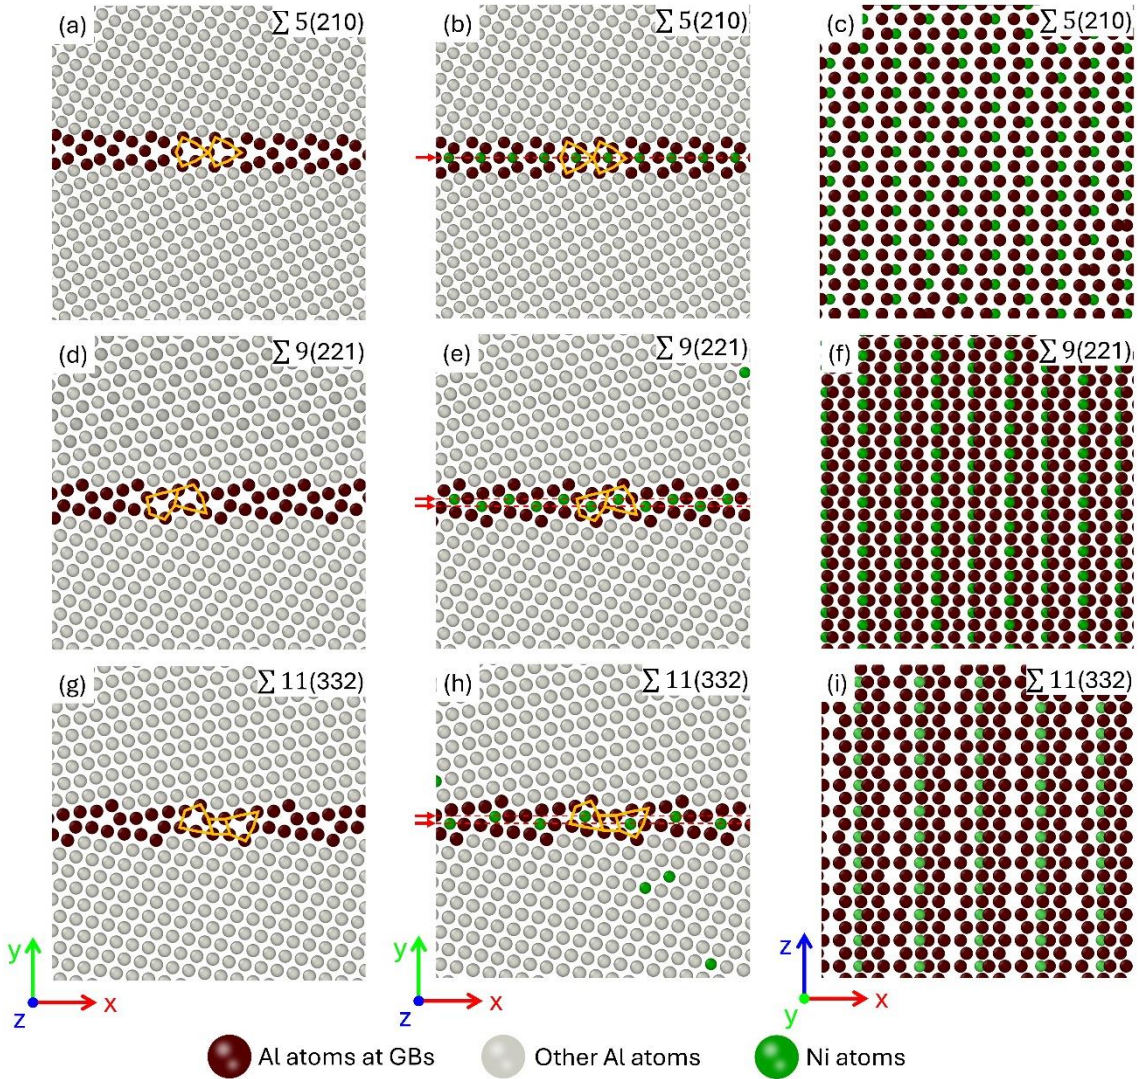 (a) ∑ 5(210)
(b) ∑ 5(210)
(c) ∑ 5(210)
(d) ∑ 9(221)
(e) ∑ 9(221)
(f) ∑ 9(221)
(g) ∑ 11(332)
(h) ∑ 11(332)
(i) ∑ 11(332)
y
z x
y
z x
z
y x
Al atoms at GBs
Other Al atoms
Ni atoms